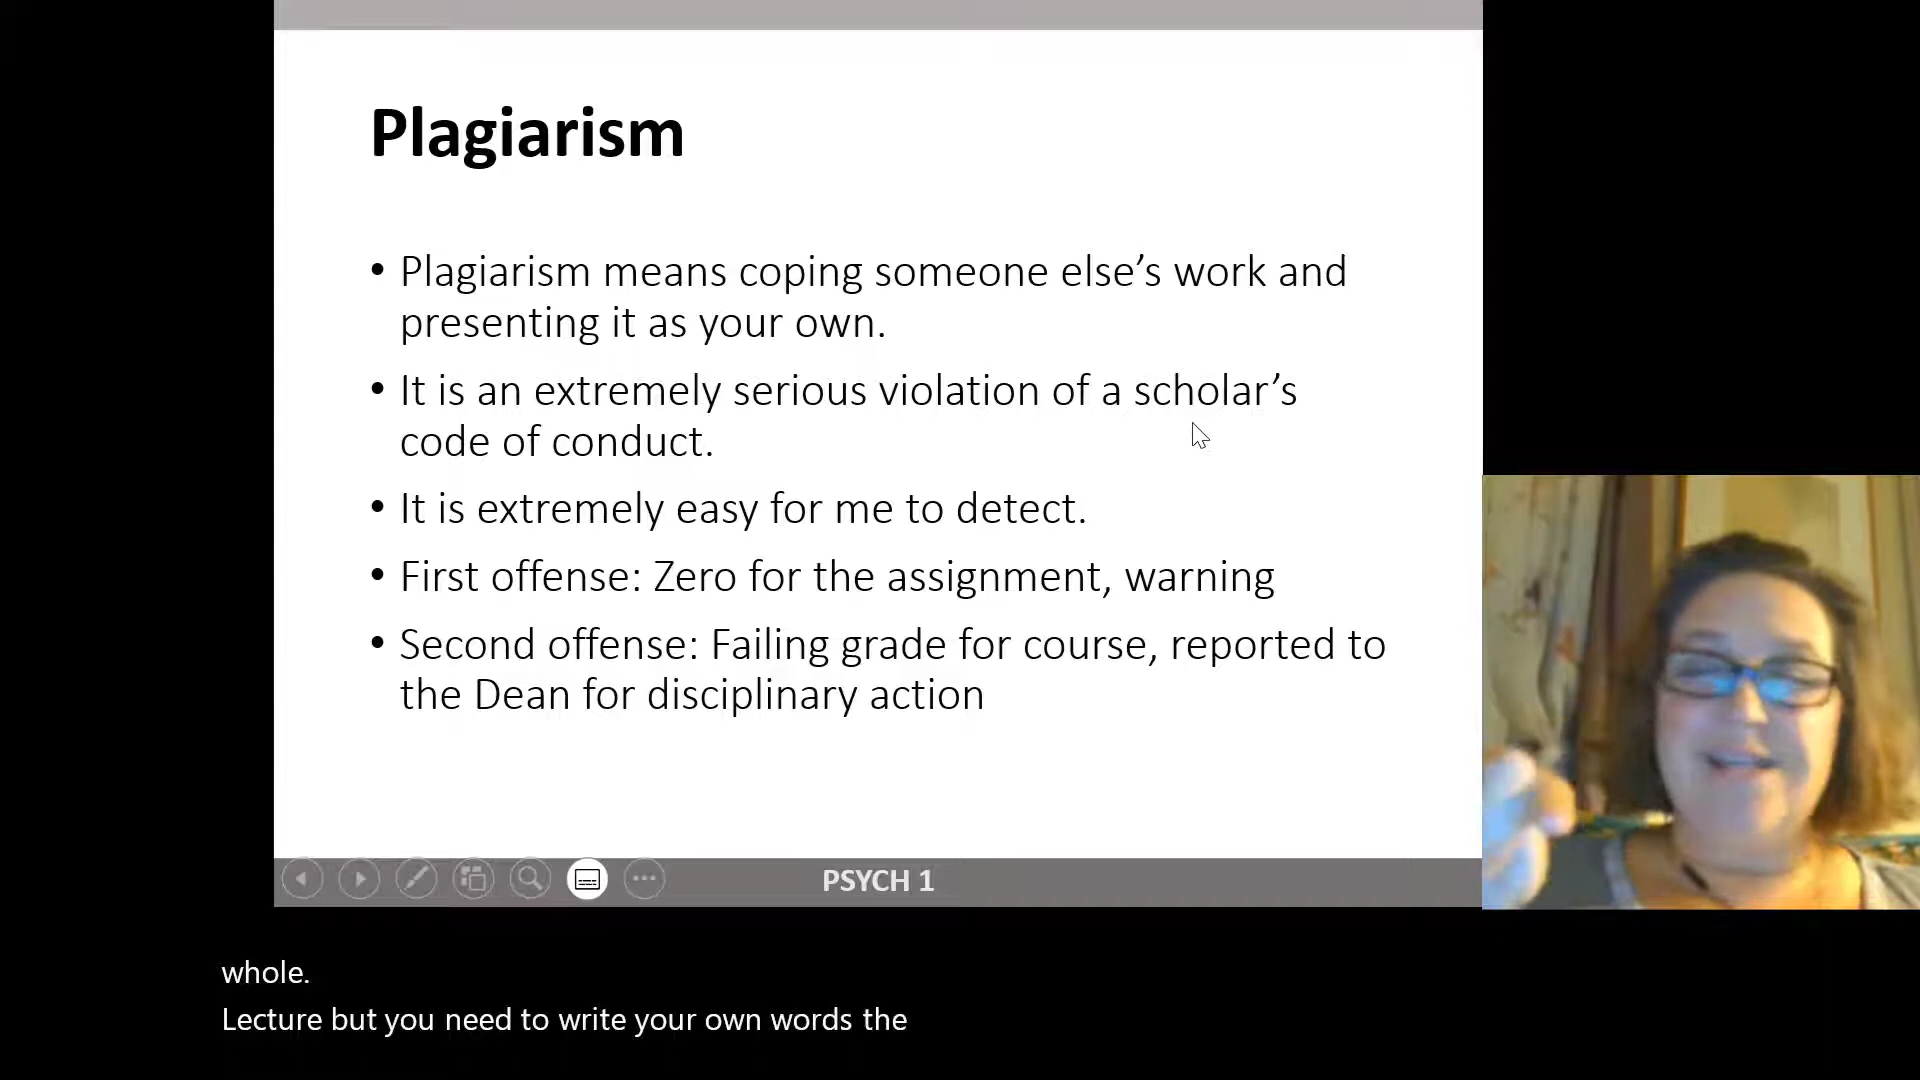 Plagiarism
• Plagiarism means coping someone else’s work and
presenting it as your own.
• It is an extremely serious violation of a scholar’s
code of conduct.
• It is extremely easy for me to detect.
• First offense: Zero for the assignment, warning
• Second offense: Failing grade for course, reported to
the Dean for disciplinary action
PSYCH 1
whole.
Lecture but you need to write your own words the